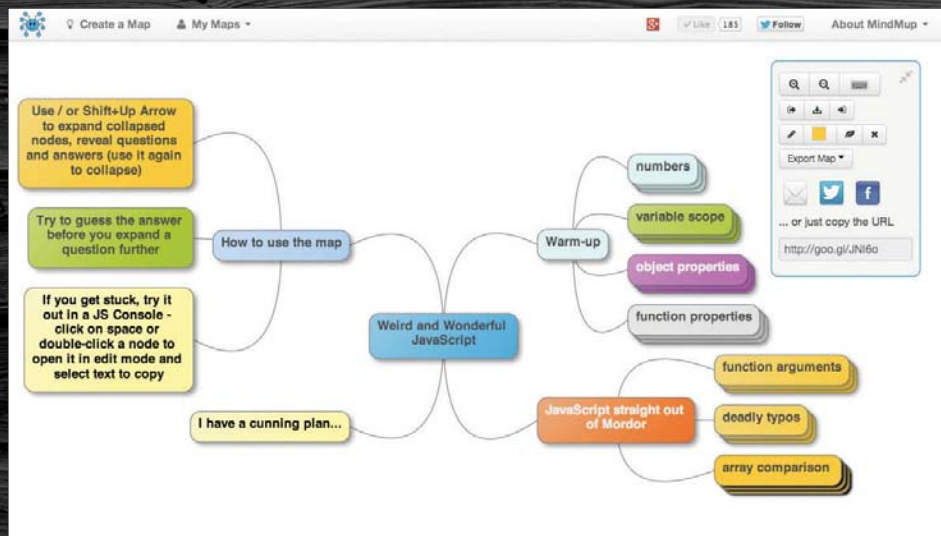 Create a Map
My Maps
Like
185
Follow
About MindMup
Use / or Shift+Up Arrow
to expand collapsed
nodes, reveal questions
and answers (use it again
to collapse)
Try to guess the answer
before you expand a
question further
If you get stuck, try it
out in a JS Console -
click on space or
double-click a node to
open it in edit mode and
select text to copy
How to use the map
I have a cunning plan...
Weird and Wonderful
JavaScript
Warm-up
numbers
variable scope
object properties
function properties
JavaScript straight out
of Mordor
function arguments
deadly typos
array comparison
Export Map
... or just copy the URL
http://goo.gl/JNI6o